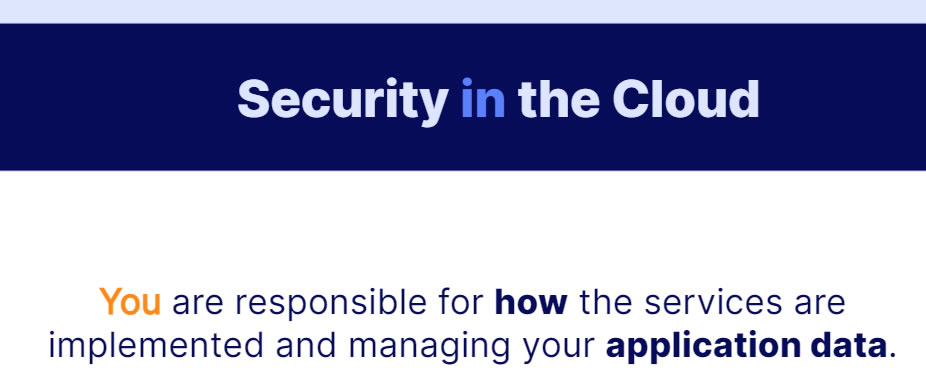 Security in the Cloud
You are responsible for how the services are
implemented and managing your application data.